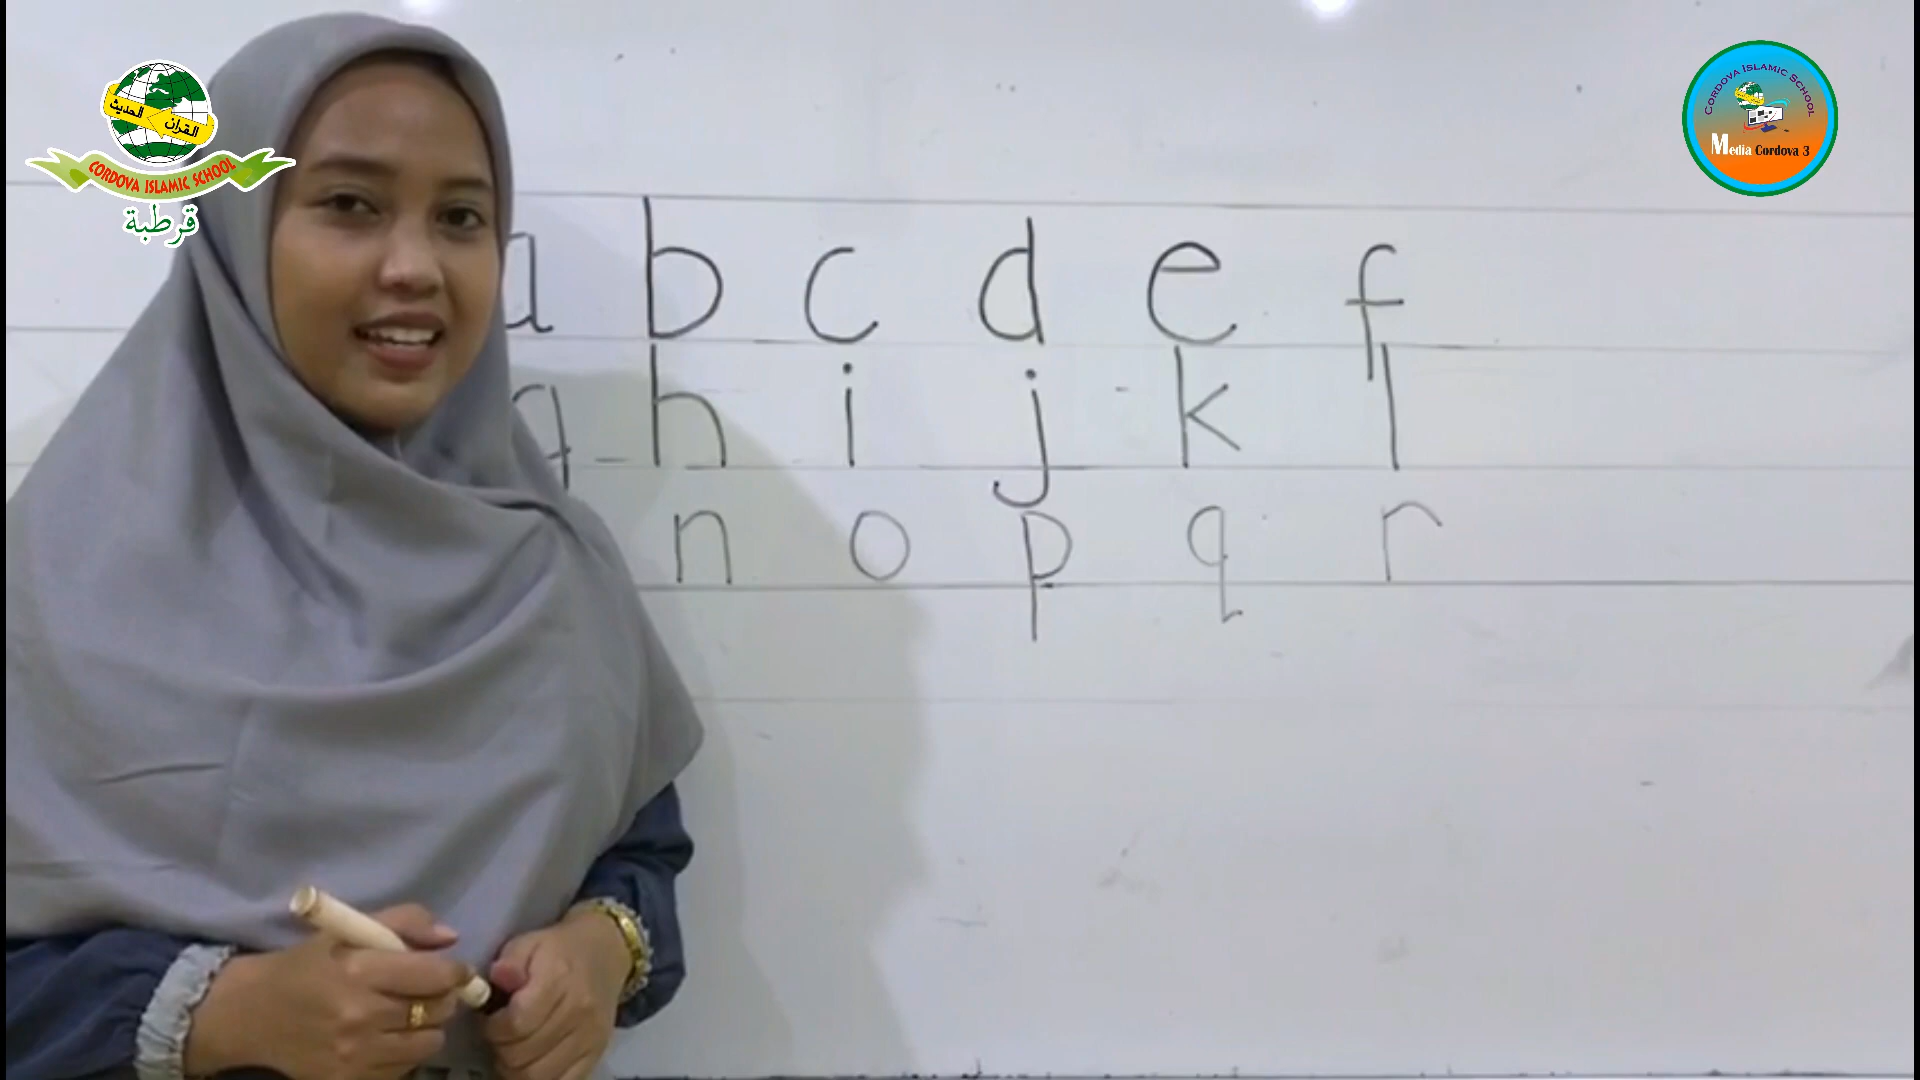 الحديث
القرآن
CORDOVA ISLAMIC SCHOOL
قرطبة
CORDOVA ISLAMIC SCHOOL
Media Cordova 3
a b c d e f
g h i j k l
n o p q r